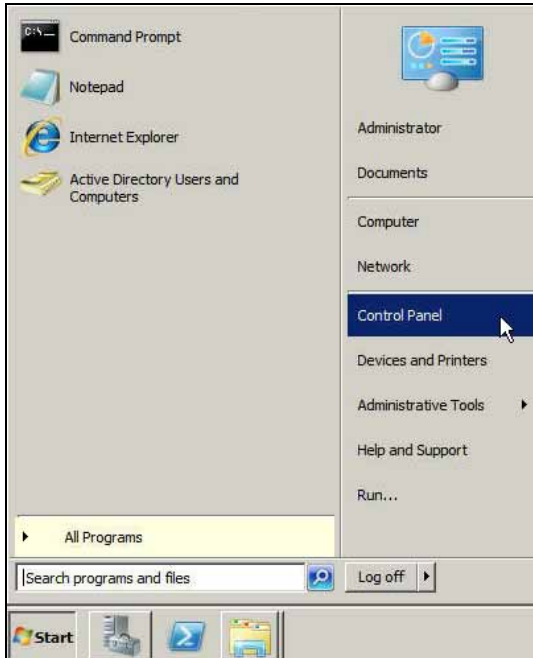 C:\
Command Prompt
Notepad
Internet Explorer
Active Directory Users and
Computers
All Programs
Search programs and files
Administrator
Documents
Computer
Network
Control Panel
Devices and Printers
Administrative Tools
Help and Support
Run...
Log off
Start